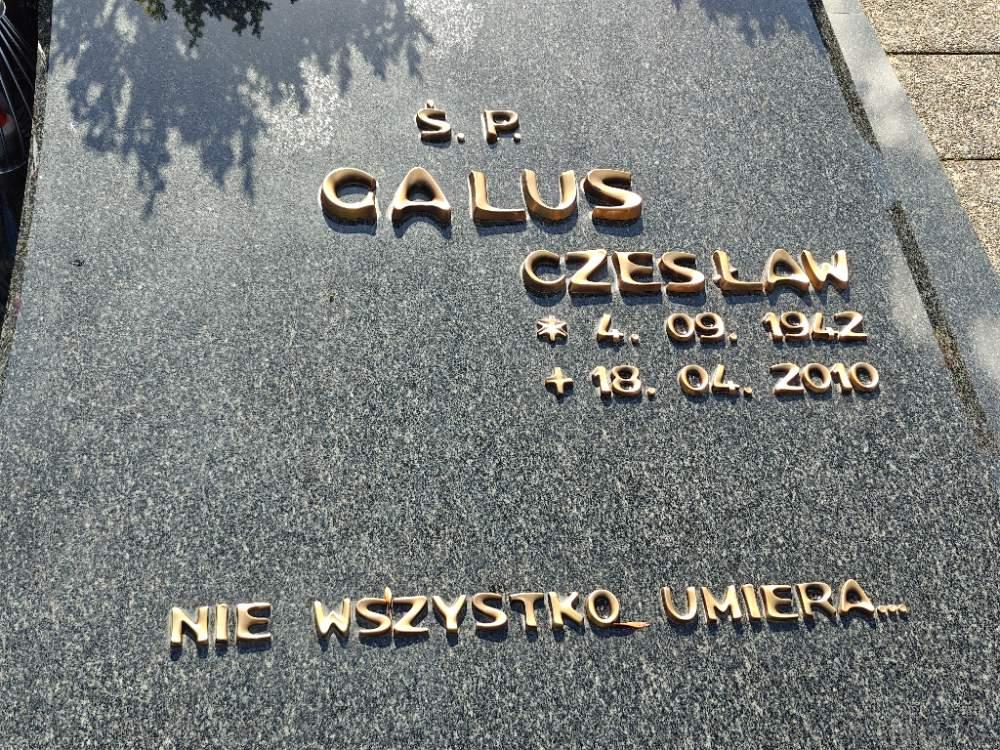 Ś. P.
GALUS
CZESŁAW
* 4. 09. 1942
+ 18. 04. 2010
NIE WSZYSTKO UMIERA...